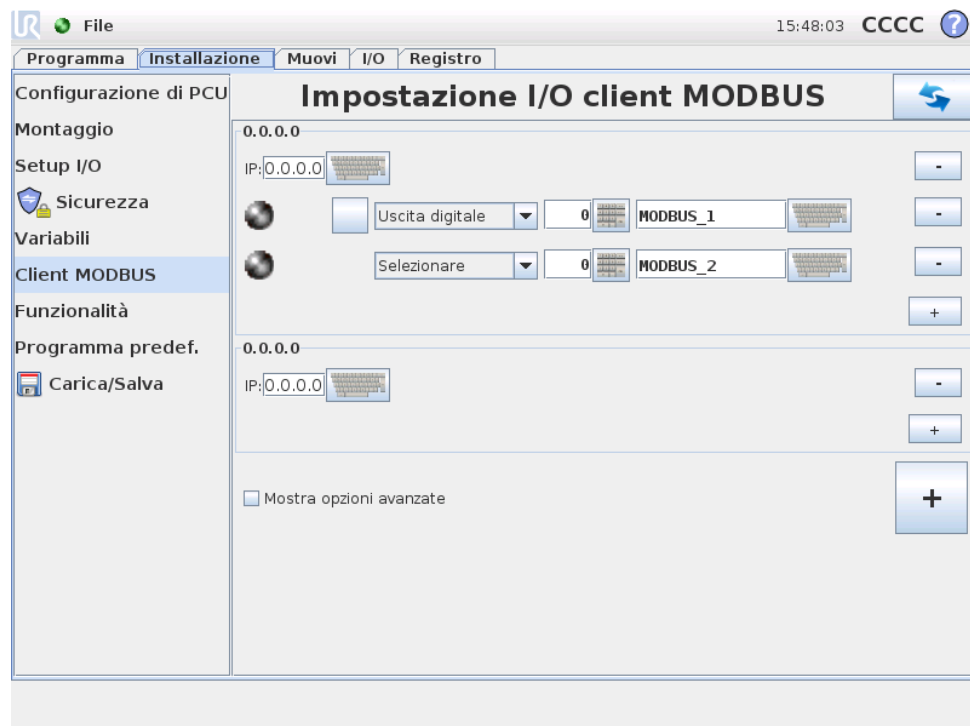 UR File 15:48:03 CCCC ?
Programma Installazione Muovi I/O Registro
Configurazione di PCU
Montaggio
Setup I/O
Sicurezza
Variabili
Client MODBUS
Funzionalità
Programma predef.
Carica/Salva
Impostazione I/O client MODBUS
0.0.0.0
IP: 0.0.0.0 -
Uscita digitale 0 MODBUS_1 -
Selezionare 0 MODBUS_2 -
+
0.0.0.0
IP: 0.0.0.0 -
+
Mostra opzioni avanzate +